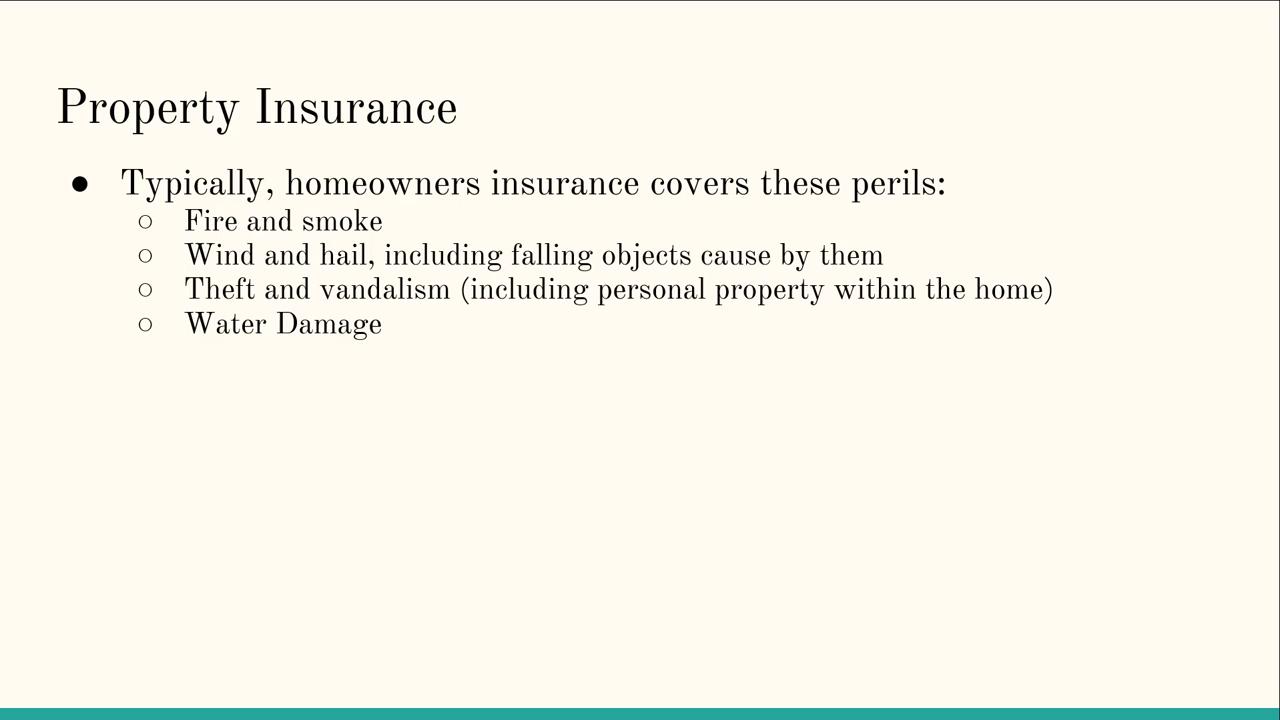 Property Insurance
● Typically, homeowners insurance covers these perils:
○ Fire and smoke
○ Wind and hail, including falling objects cause by them
○ Theft and vandalism (including personal property within the home)
○ Water Damage